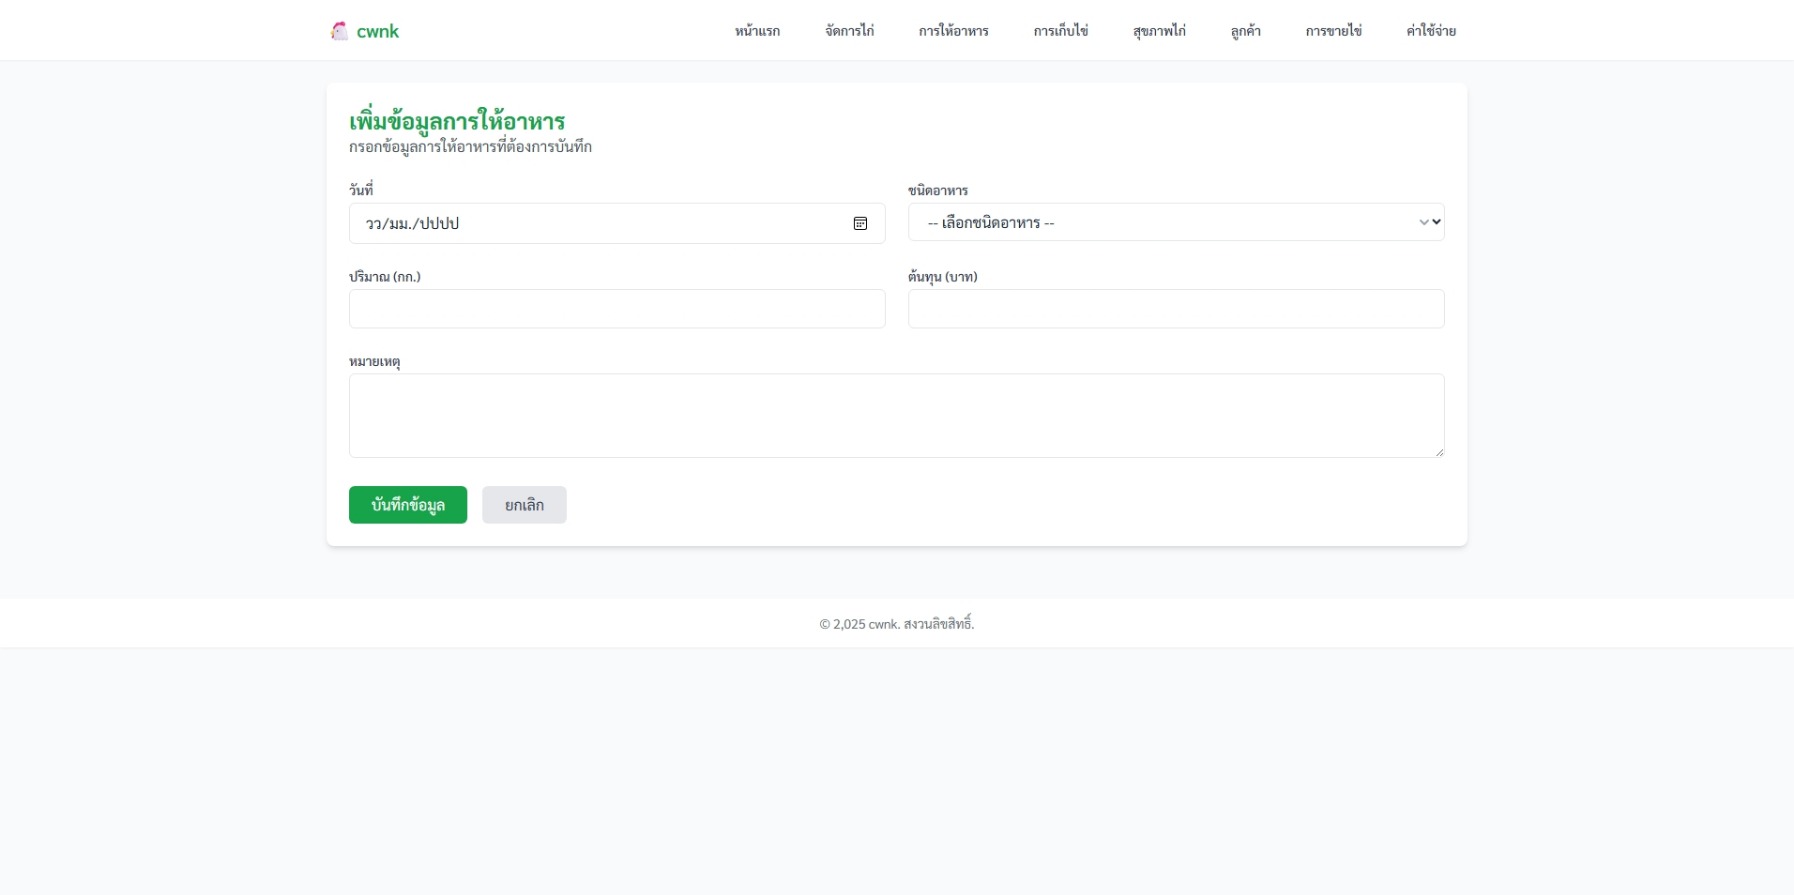 cwnk
หน้าแรก จัดการไก่ การให้อาหาร การเก็บไข่ สุขภาพไก่ ลูกค้า การขายไข่ ค่าใช้จ่าย
เพิ่มข้อมูลการให้อาหาร
กรอกข้อมูลการให้อาหารที่ต้องการบันทึก
วันที่ ชนิดอาหาร
วว/มม./ปปปป -- เลือกชนิดอาหาร --
ปริมาณ (กก.) ต้นทุน (บาท)
หมายเหตุ
บันทึกข้อมูล ยกเลิก
© 2,025 cwnk. สงวนลิขสิทธิ์.